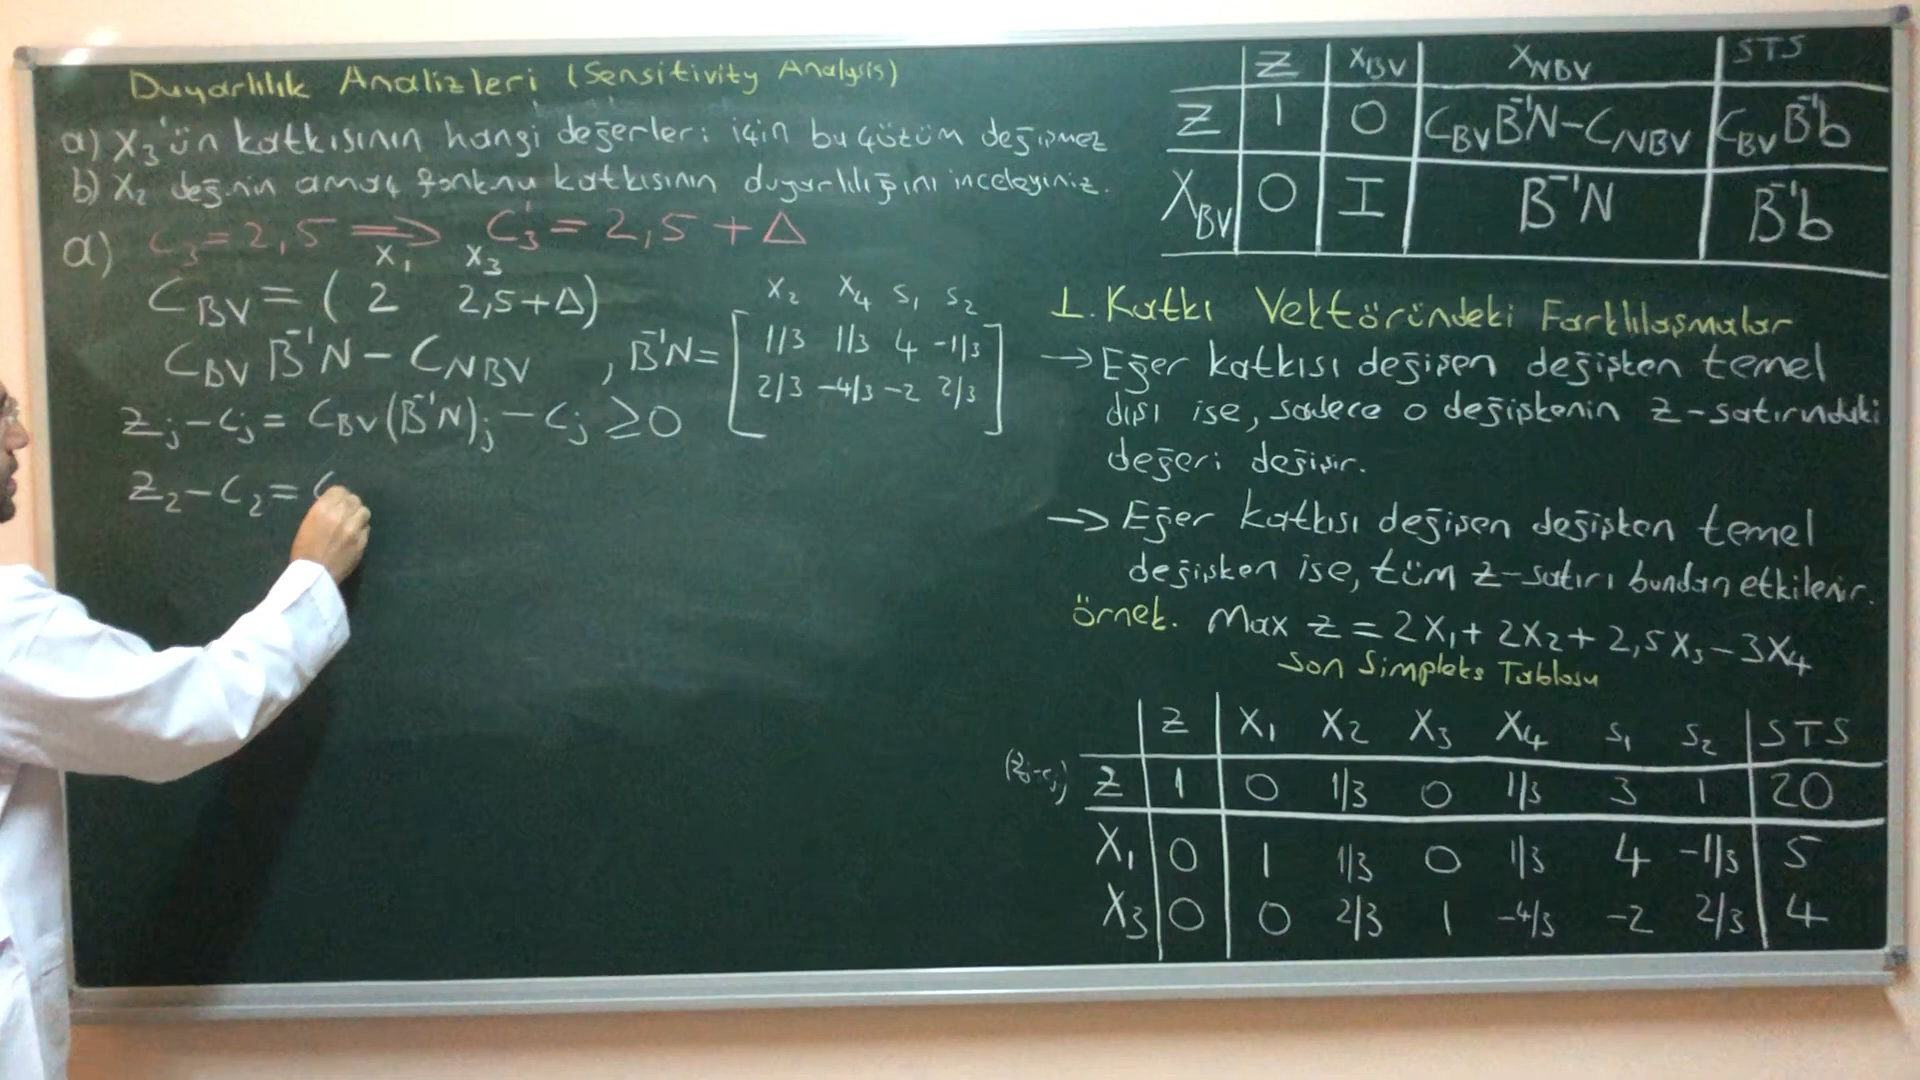 Duyarlılık Analizleri (Sensitivity Analysis)
a) X₃'ün katkısının hangi değerleri için bu çözüm değişmez
b) X₂ değ.nin amaç fonk.nu katkısının duyarlılığını inceleyiniz.
a) C₃ = 2,5 ⟹ C₃' = 2,5 + Δ
X₁ X₃
C_BV = ( 2 2,5+Δ)
C_BV B⁻¹N − C_NBV , B⁻¹N =
X₂ X₄ s₁ s₂
1/3 1/3 4 -1/3
2/3 -4/3 -2 2/3
Z_j − C_j = C_BV (B⁻¹N)_j − C_j ≥ 0
Z₂ − C₂ = C
Z X_BV X_NBV STS
Z 1 0 C_BV B⁻¹N − C_NBV C_BV B⁻¹b
X_BV 0 I B⁻¹N B⁻¹b
1. Katkı Vektöründeki Farklılaşmalar
→ Eğer katkısı değişen değişken temel
dışı ise, sadece o değişkenin z-satırındaki
değeri değişir.
→ Eğer katkısı değişen değişken temel
değişken ise, tüm z-satırı bundan etkilenir.
Örnek. Max z = 2X₁ + 2X₂ + 2,5X₃ − 3X₄
Son Simpleks Tablosu
Z X₁ X₂ X₃ X₄ s₁ s₂ STS
(z_j-c_j) Z 1 0 1/3 0 1/3 3 1 20
X₁ 0 1 1/3 0 1/3 4 -1/3 5
X₃ 0 0 2/3 1 -4/3 -2 2/3 4